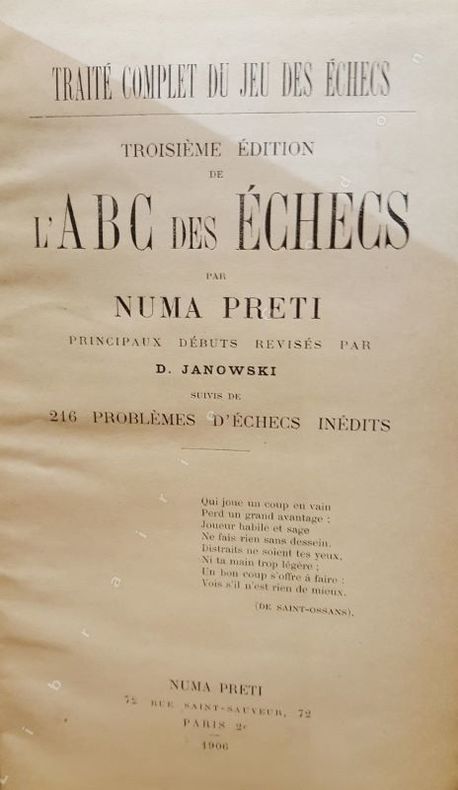 TRAITÉ COMPLET DU JEU DES ÉCHECS
TROISIÈME ÉDITION
DE
L'ABC DES ÉCHECS
PAR
NUMA PRETI
PRINCIPAUX DÉBUTS REVISÉS PAR
D. JANOWSKI
SUIVIS DE
216 PROBLÈMES D'ÉCHECS INÉDITS
Qui joue un coup en vain
Perd un grand avantage ;
Joueur habile et sage
Ne fais rien sans dessein.
Distraits ne soient tes yeux,
Ni ta main trop légère ;
Un bon coup s'offre à faire :
Vois s'il n'est rien de mieux.
(DE SAINT-OSSANS).
NUMA PRETI
72 RUE SAINT-SAUVEUR, 72
PARIS 2e
1906